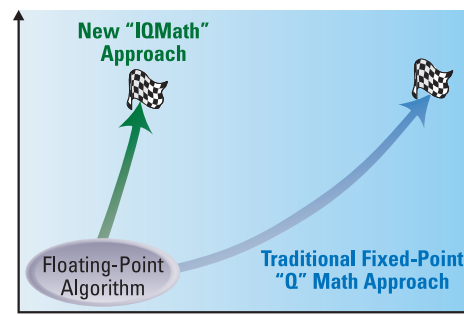 New “IQMath”
Approach
Floating-Point
Algorithm
Traditional Fixed-Point
“Q” Math Approach